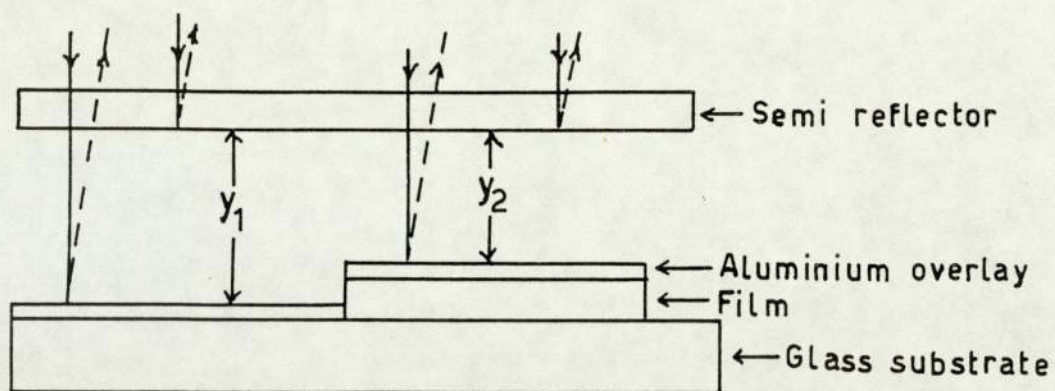 Semi reflector
y₁
y₂
Aluminium overlay
Film
Glass substrate